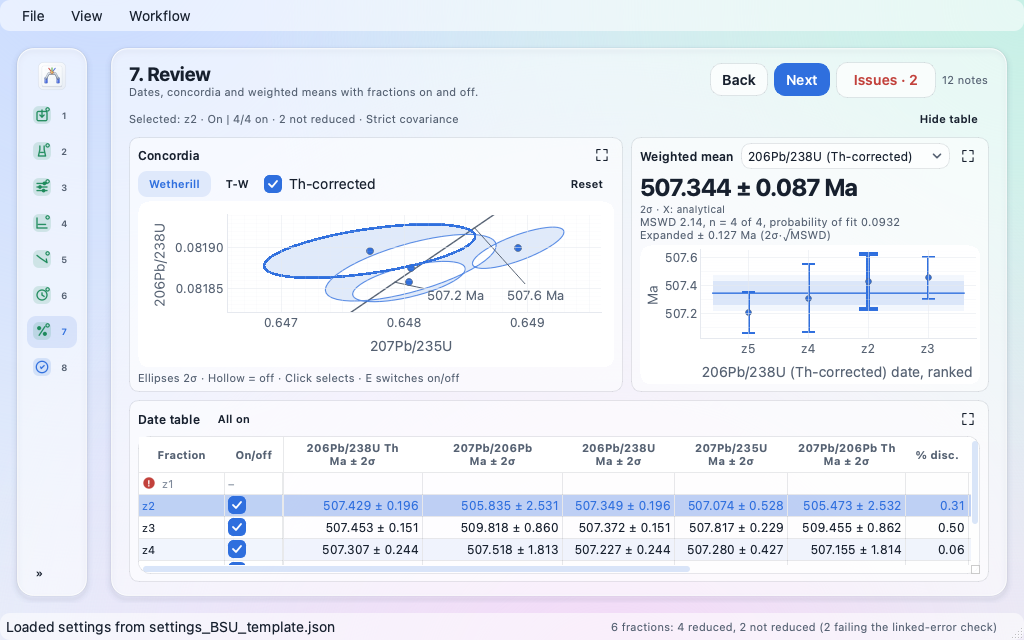 File View Workflow
7. Review
Dates, concordia and weighted means with fractions on and off.
Back Next Issues · 2 12 notes
Selected: z2 · On | 4/4 on · 2 not reduced · Strict covariance
Hide table
1
2
3
4
5
6
7
8
»
Concordia
Wetherill T-W Th-corrected Reset
206Pb/238U
0.08190
0.08185
507.2 Ma 507.6 Ma
0.647 0.648 0.649
207Pb/235U
Ellipses 2σ · Hollow = off · Click selects · E switches on/off
Weighted mean 206Pb/238U (Th-corrected)
507.344 ± 0.087 Ma
2σ · X: analytical
MSWD 2.14, n = 4 of 4, probability of fit 0.0932
Expanded ± 0.127 Ma (2σ·√MSWD)
Ma
507.6
507.4
507.2
z5 z4 z2 z3
206Pb/238U (Th-corrected) date, ranked
Date table All on
Fraction On/off 206Pb/238U Th Ma ± 2σ 207Pb/206Pb Ma ± 2σ 206Pb/238U Ma ± 2σ 207Pb/235U Ma ± 2σ 207Pb/206Pb Th Ma ± 2σ % disc.
z1 –
z2 507.429 ± 0.196 505.835 ± 2.531 507.349 ± 0.196 507.074 ± 0.528 505.473 ± 2.532 0.31
z3 507.453 ± 0.151 509.818 ± 0.860 507.372 ± 0.151 507.817 ± 0.229 509.455 ± 0.862 0.50
z4 507.307 ± 0.244 507.518 ± 1.813 507.227 ± 0.244 507.280 ± 0.427 507.155 ± 1.814 0.06
Loaded settings from settings_BSU_template.json
6 fractions: 4 reduced, 2 not reduced (2 failing the linked-error check)